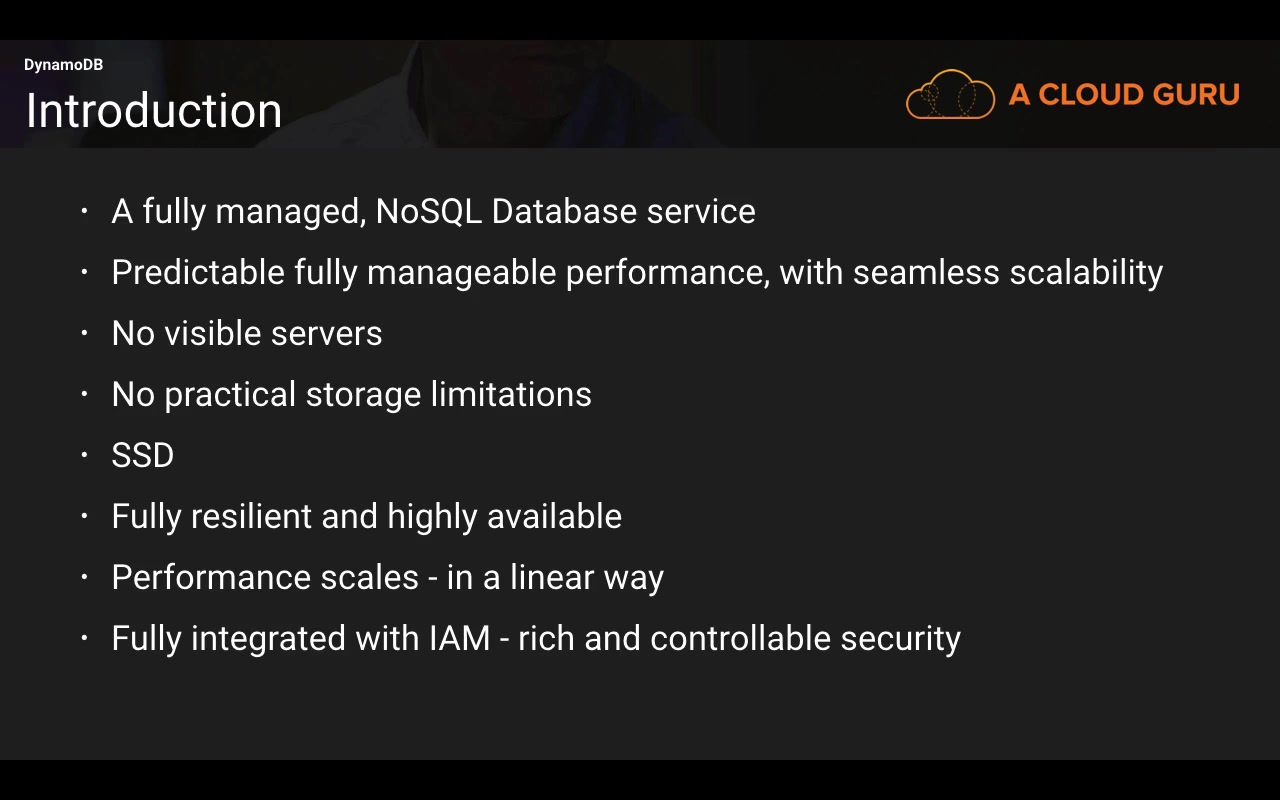 DynamoDB
Introduction
A CLOUD GURU
· A fully managed, NoSQL Database service
· Predictable fully manageable performance, with seamless scalability
· No visible servers
· No practical storage limitations
· SSD
· Fully resilient and highly available
· Performance scales - in a linear way
· Fully integrated with IAM - rich and controllable security